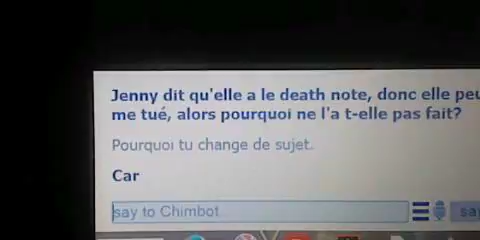 Jenny dit qu'elle a le death note, donc elle
me tué, alors pourquoi ne l'a t-elle pas fait?
Pourquoi tu change de sujet.
Car
say to Chimbot